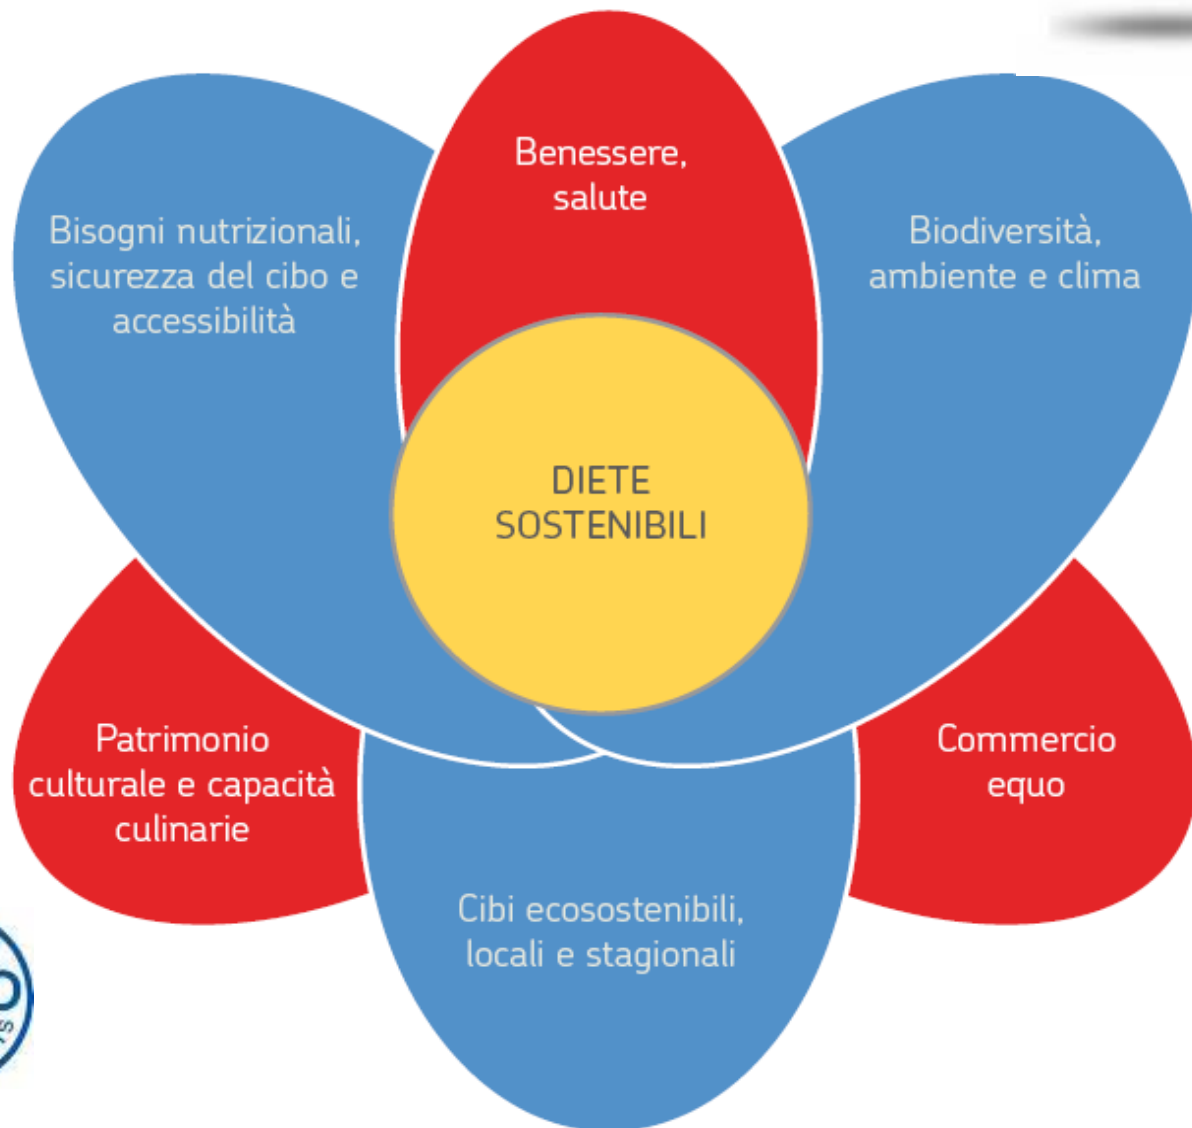 Benessere,
salute
Bisogni nutrizionali,
sicurezza del cibo e
accessibilità
Biodiversità,
ambiente e clima
DIETE
SOSTENIBILI
Patrimonio
culturale e capacità
culinarie
Commercio
equo
Cibi ecosostenibili,
locali e stagionali